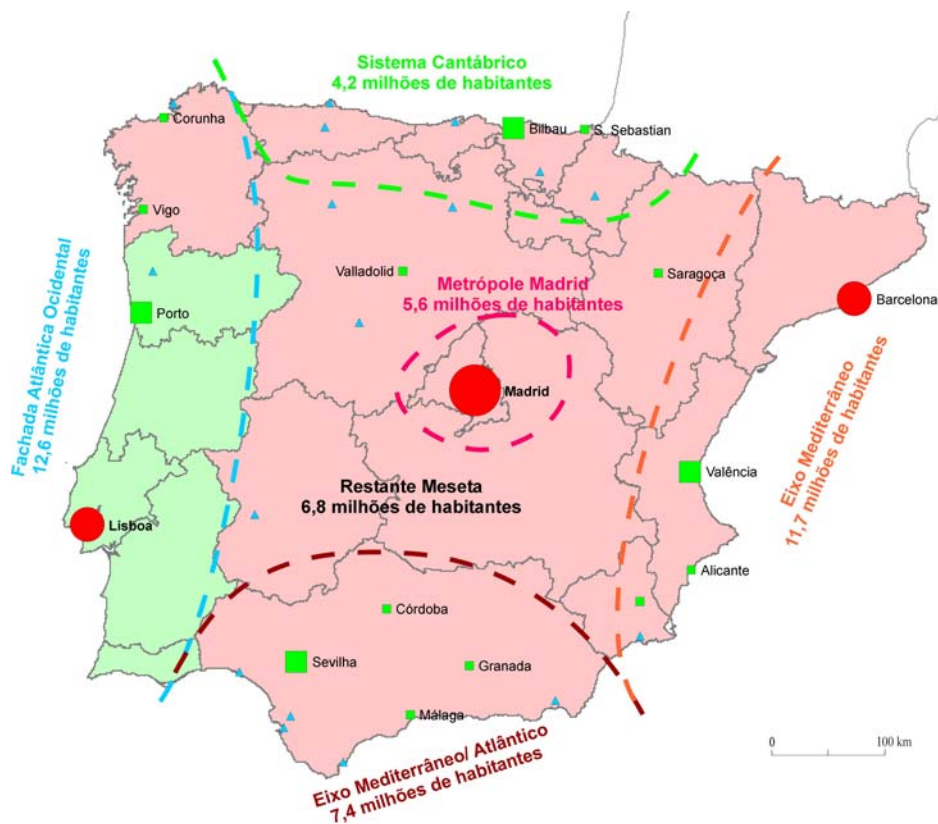 Sistema Cantábrico
4,2 milhões de habitantes
Corunha
Bilbau
S. Sebastian
Vigo
Valladolid
Metrópole Madrid
5,6 milhões de habitantes
Saragoça
Barcelona
Porto
Fachada Atlântica Ocidental
12,6 milhões de habitantes
Madrid
Eixo Mediterrâneo
11,7 milhões de habitantes
Restante Meseta
6,8 milhões de habitantes
Valência
Lisboa
Alicante
Córdoba
Sevilha
Granada
Málaga
Eixo Mediterrâneo/ Atlântico
7,4 milhões de habitantes
0 100 km